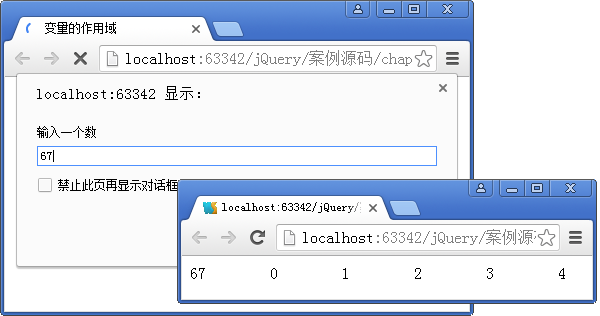 变量的作用域
localhost:63342/jQuery/案例源码/chap
localhost:63342 显示:
输入一个数
67
禁止此页再显示对话框
localhost:63342/jQuery/
localhost:63342/jQuery/案例源
67 0 1 2 3 4